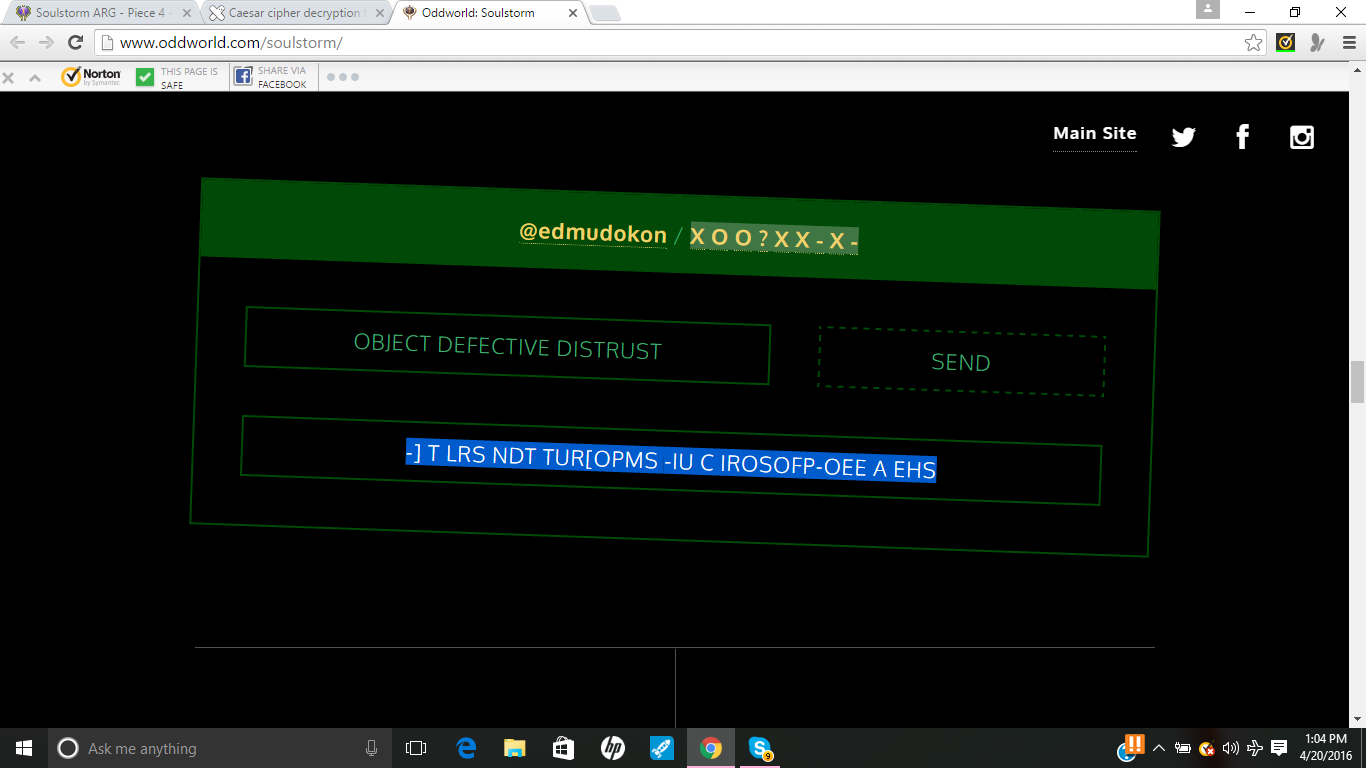 Soulstorm ARG - Piece 4 -
Caesar cipher decryption
Oddworld: Soulstorm
www.oddworld.com/soulstorm/
Norton
by Symantec
THIS PAGE IS
SAFE
SHARE VIA
FACEBOOK
Main Site
@edmudokon / X O O ? X X - X -
OBJECT DEFECTIVE DISTRUST
SEND
-] T LRS NDT TUR[OPMS -IU C IROSOFP-OEE A EHS
Ask me anything
9
1:04 PM
4/20/2016